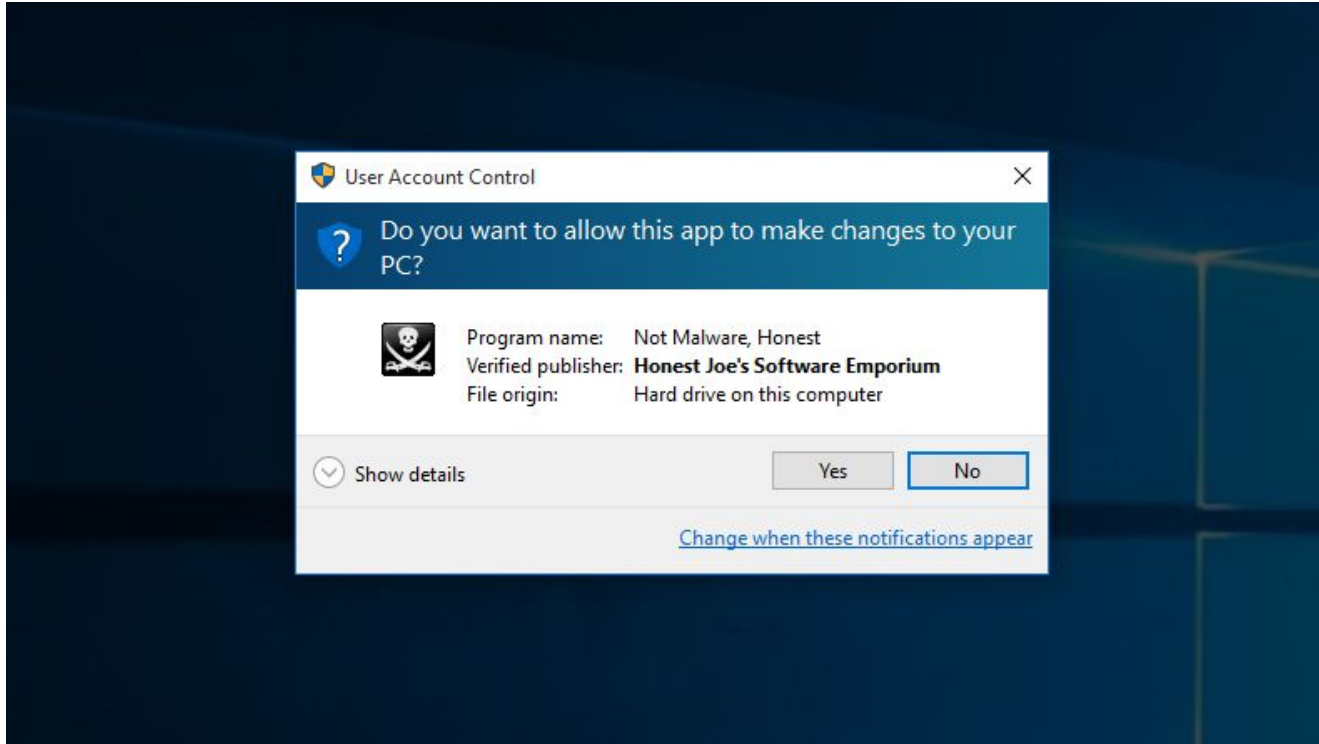 User Account Control
?
Do you want to allow this app to make changes to your
PC?
Program name: Not Malware, Honest
Verified publisher: Honest Joe's Software Emporium
File origin: Hard drive on this computer
Show details
Yes No
Change when these notifications appear